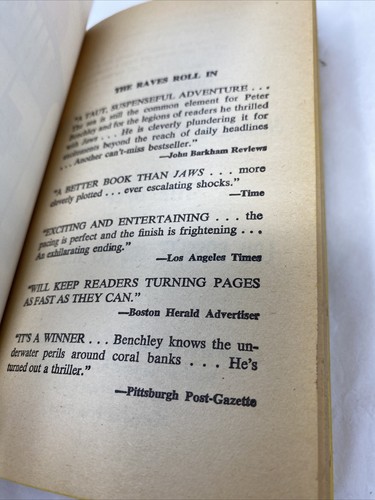 THE RAVES ROLL IN
"A TAUT, SUSPENSEFUL ADVENTURE . . .
The sea is still the common element for Peter
Benchley and for the legions of readers he thrilled
with Jaws . . . He is cleverly plundering it for
excitements beyond the reach of daily headlines
. . . Another can't-miss bestseller."
—John Barkham Reviews
"A BETTER BOOK THAN JAWS . . . more
cleverly plotted . . . ever escalating shocks."
—Time
"EXCITING AND ENTERTAINING . . . the
pacing is perfect and the finish is frightening . . .
An exhilarating ending."
—Los Angeles Times
"WILL KEEP READERS TURNING PAGES
AS FAST AS THEY CAN."
—Boston Herald Advertiser
"IT'S A WINNER . . . Benchley knows the un-
derwater perils around coral banks . . . He's
turned out a thriller."
—Pittsburgh Post-Gazette